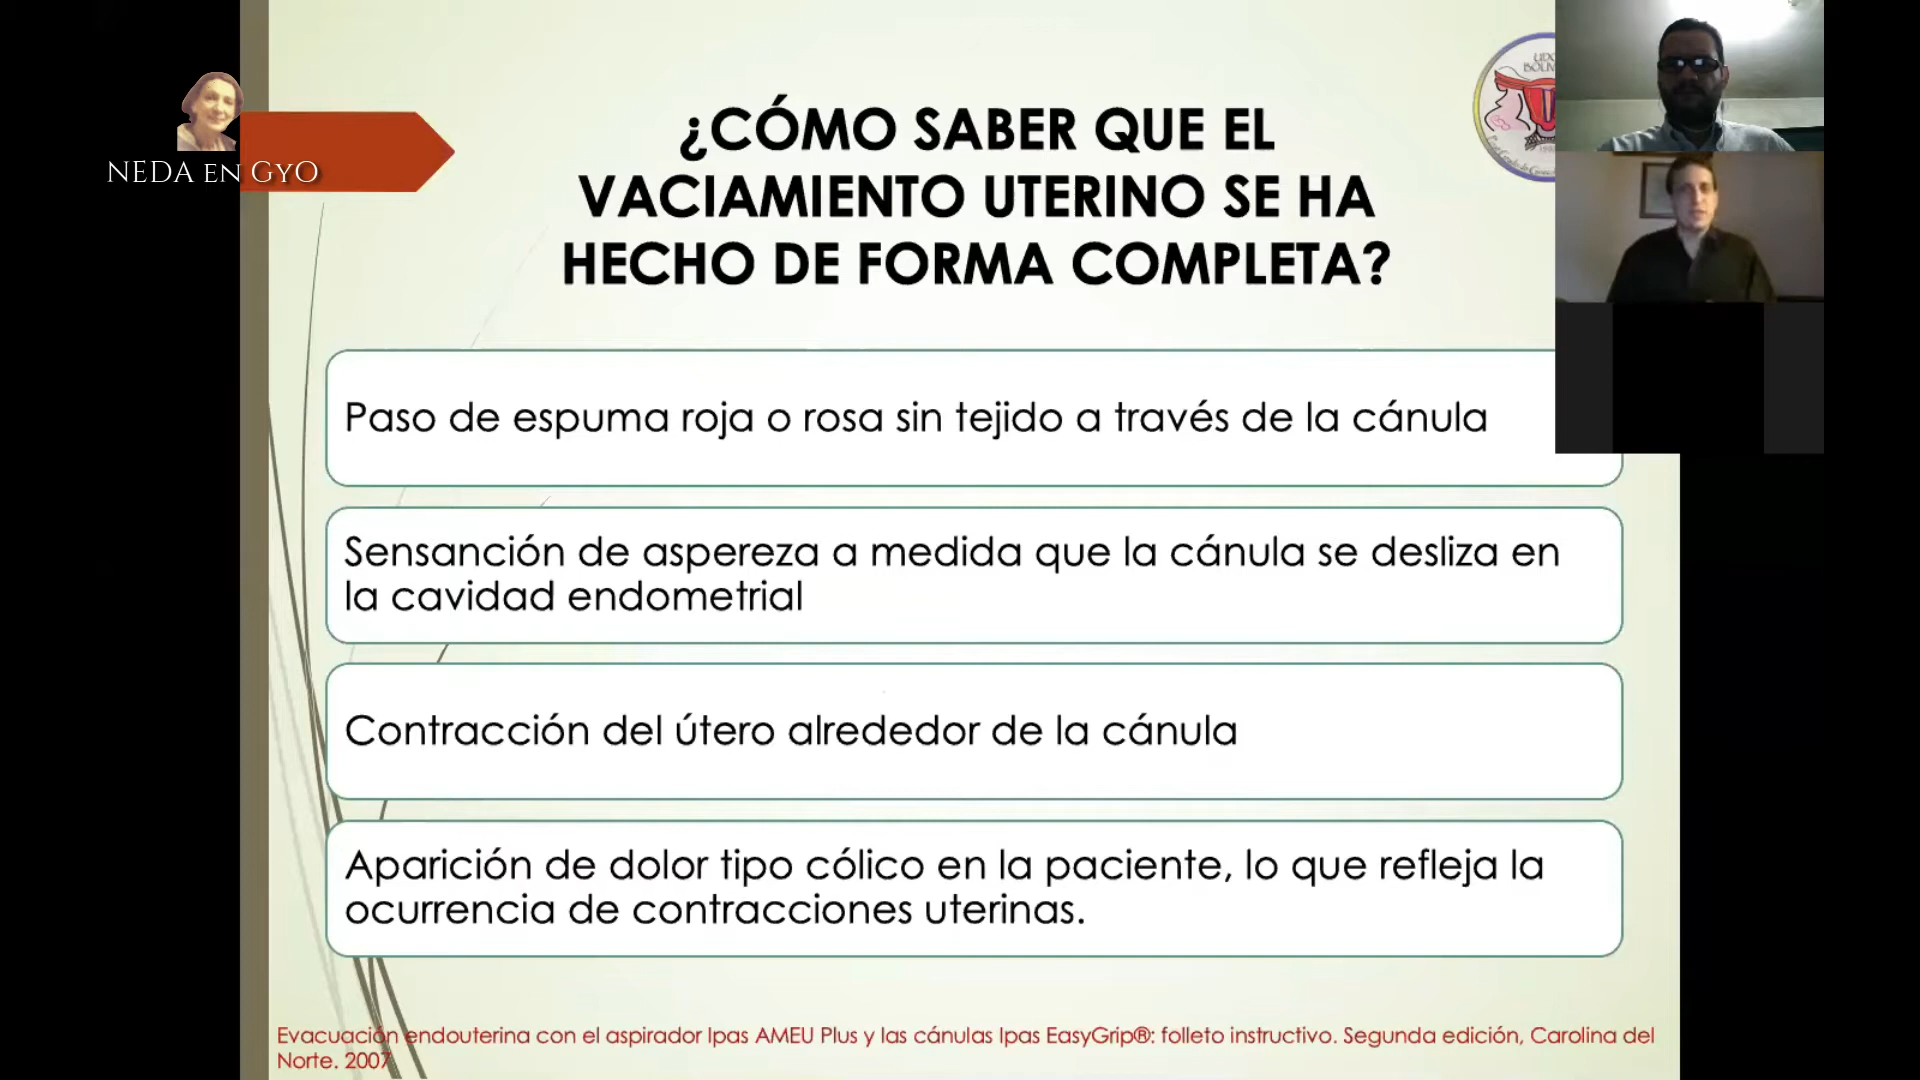 NEDA EN GYO
¿CÓMO SABER QUE EL
VACIAMIENTO UTERINO SE HA
HECHO DE FORMA COMPLETA?
Paso de espuma roja o rosa sin tejido a través de la cánula
Sensanción de aspereza a medida que la cánula se desliza en
la cavidad endometrial
Contracción del útero alrededor de la cánula
Aparición de dolor tipo cólico en la paciente, lo que refleja la
ocurrencia de contracciones uterinas.
Evacuación endouterina con el aspirador Ipas AMEU Plus y las cánulas Ipas EasyGrip®: folleto instructivo. Segunda edición, Carolina del
Norte. 2007